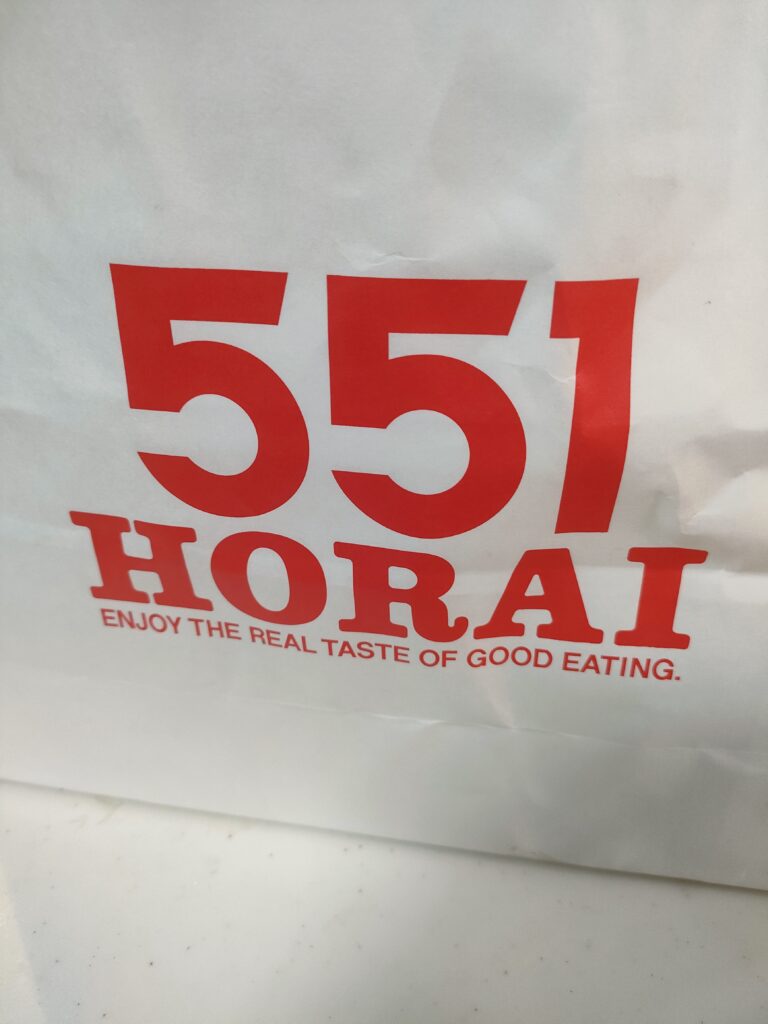 551
HORAI
ENJOY THE REAL TASTE OF GOOD EATING.